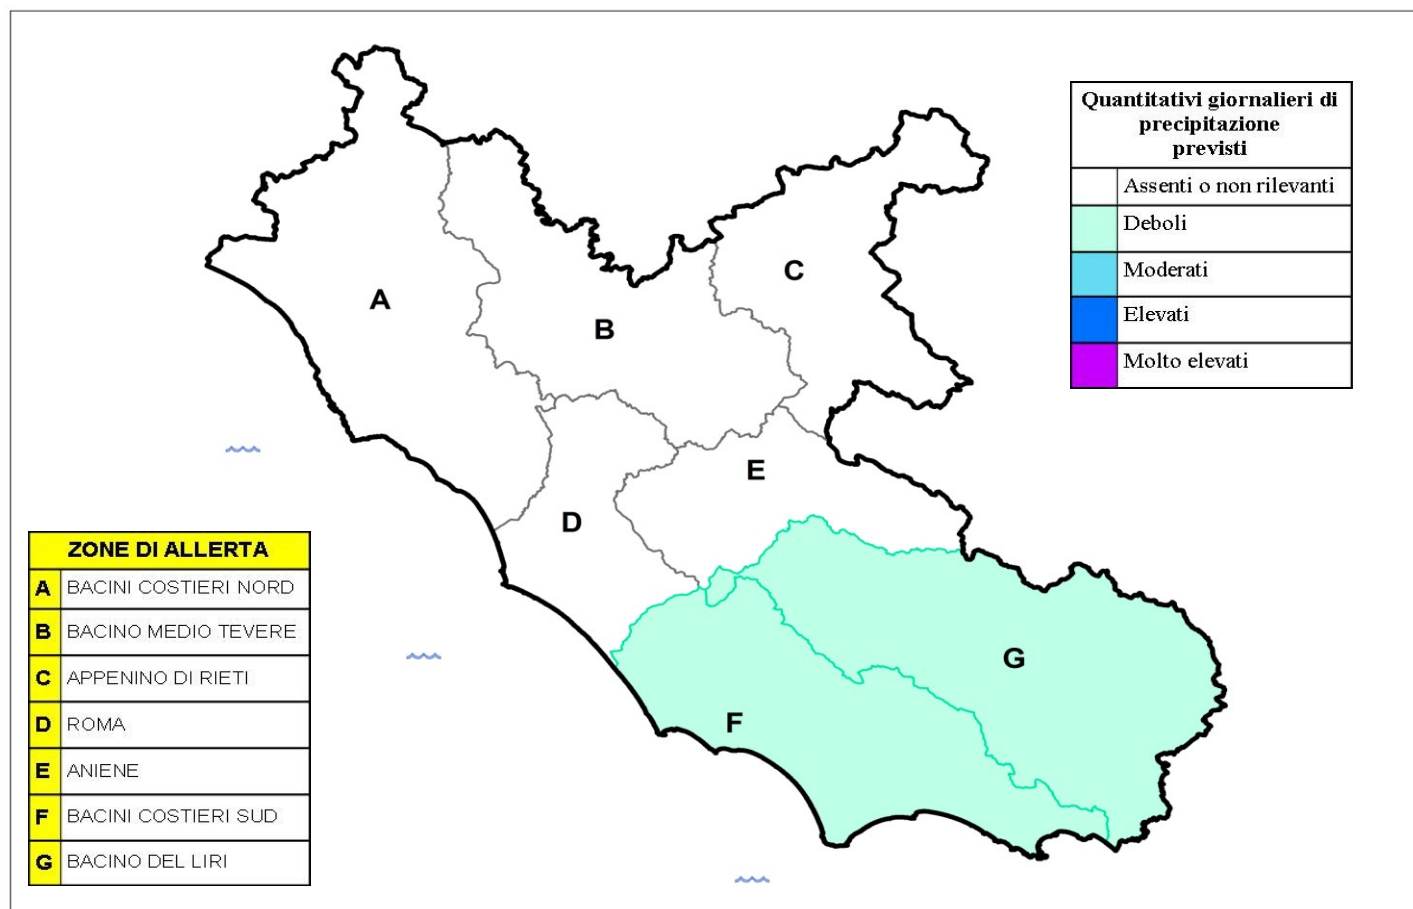 A
B
C
D
E
F
G
Quantitativi giornalieri di
precipitazione
previsti
Assenti o non rilevanti
Deboli
Moderati
Elevati
Molto elevati
ZONE DI ALLERTA
A BACINI COSTIERI NORD
B BACINO MEDIO TEVERE
C APPENINO DI RIETI
D ROMA
E ANIENE
F BACINI COSTIERI SUD
G BACINO DEL LIRI